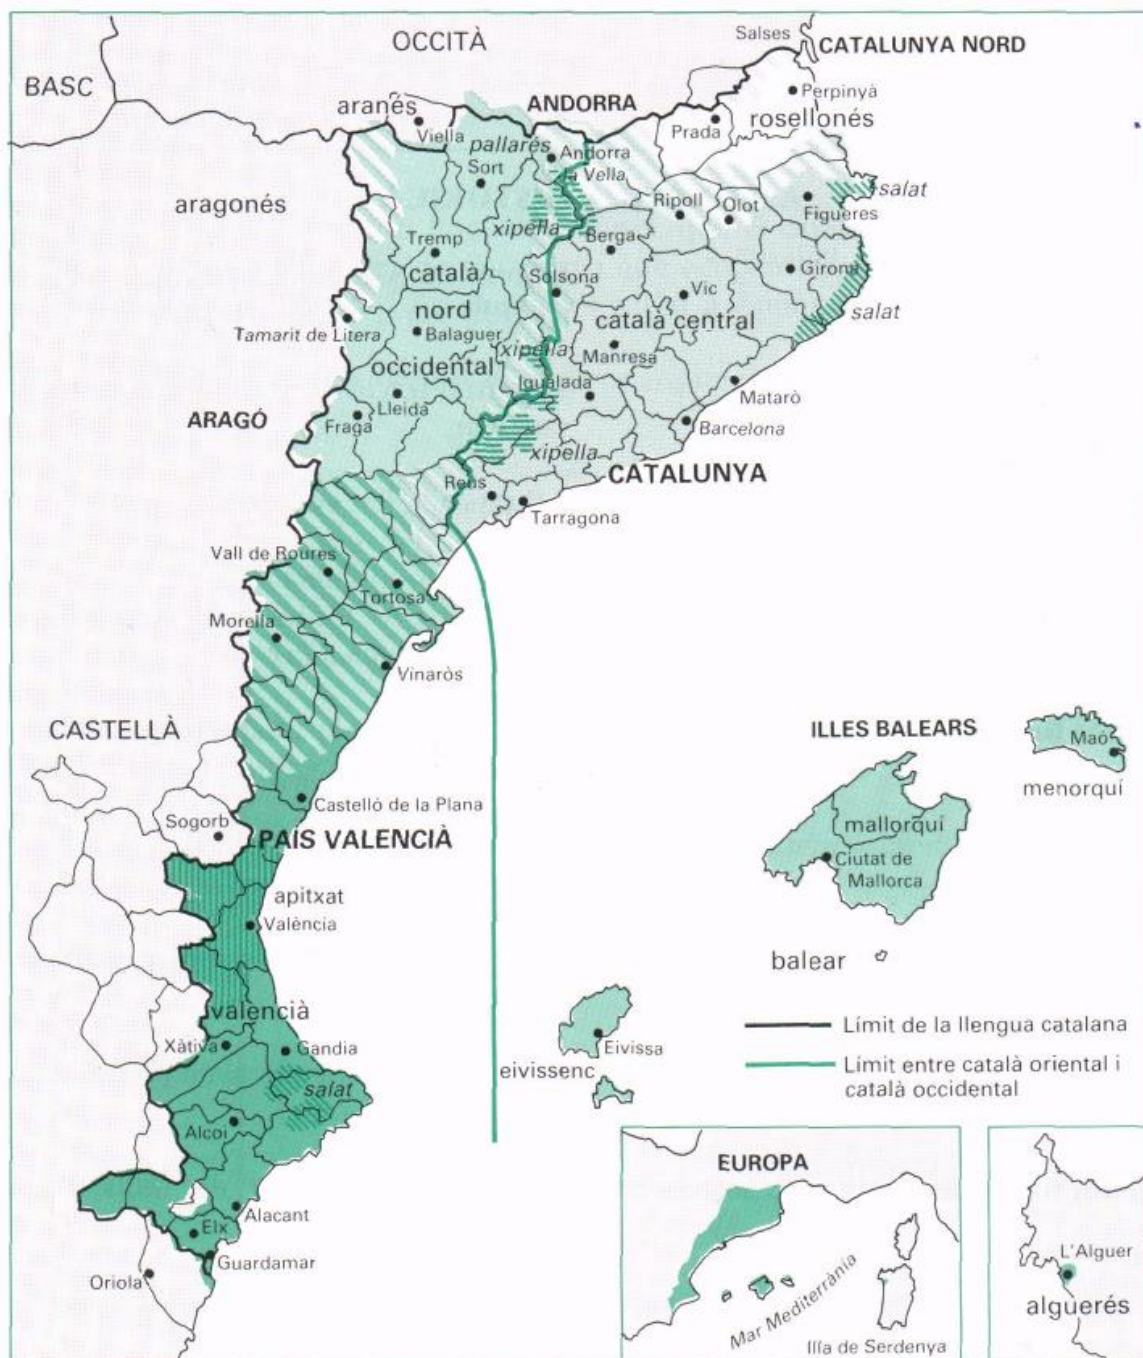 OCCITÀ
Salses
CATALUNYA NORD
BASC
aranés
ANDORRA
Perpinyà
Viella
Prada
rosellonés
pallarés
Andorra
la Vella
Sort
salat
aragonés
Ripoll
Olot
Figueres
xipella
Berga
Tremp
català
Solsona
Girona
Vic
nord
català central
salat
Tamarit de Litera
Balaguer
xipella
Manresa
occidental
Igualada
Lleida
Mataró
ARAGÓ
Fraga
Barcelona
xipella
CATALUNYA
Reus
Tarragona
Vall de Roures
Tortosa
Morella
Vinaròs
CASTELLÀ
ILLES BALEARS
Maó
menorquí
Castelló de la Plana
Sogorb
PAÍS VALENCIÀ
mallorquí
Ciutat de
Mallorca
apitxat
València
balear
valencià
Límit de la llengua catalana
Xàtiva
Gandia
Eivissa
eivissenc
Límit entre català oriental i
català occidental
salat
Alcoi
EUROPA
Alacant
Elx
Guardamar
Oriola
L'Alguer
alguerés
Mar Mediterrània
Illa de Serdenya